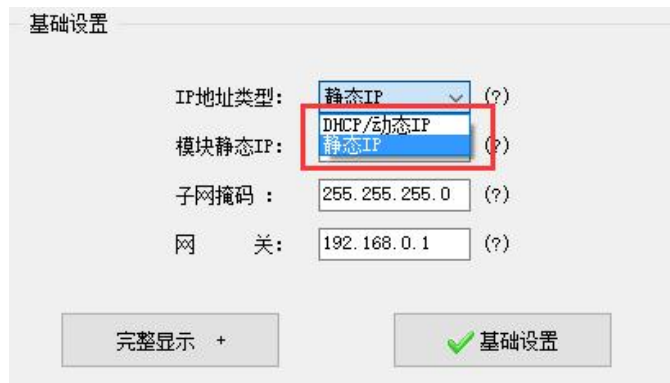 基础设置
IP地址类型: 静态IP (?)
DHCP/动态IP
静态IP
模块静态IP: (?)
子网掩码 : 255.255.255.0 (?)
网 关: 192.168.0.1 (?)
完整显示 + 基础设置